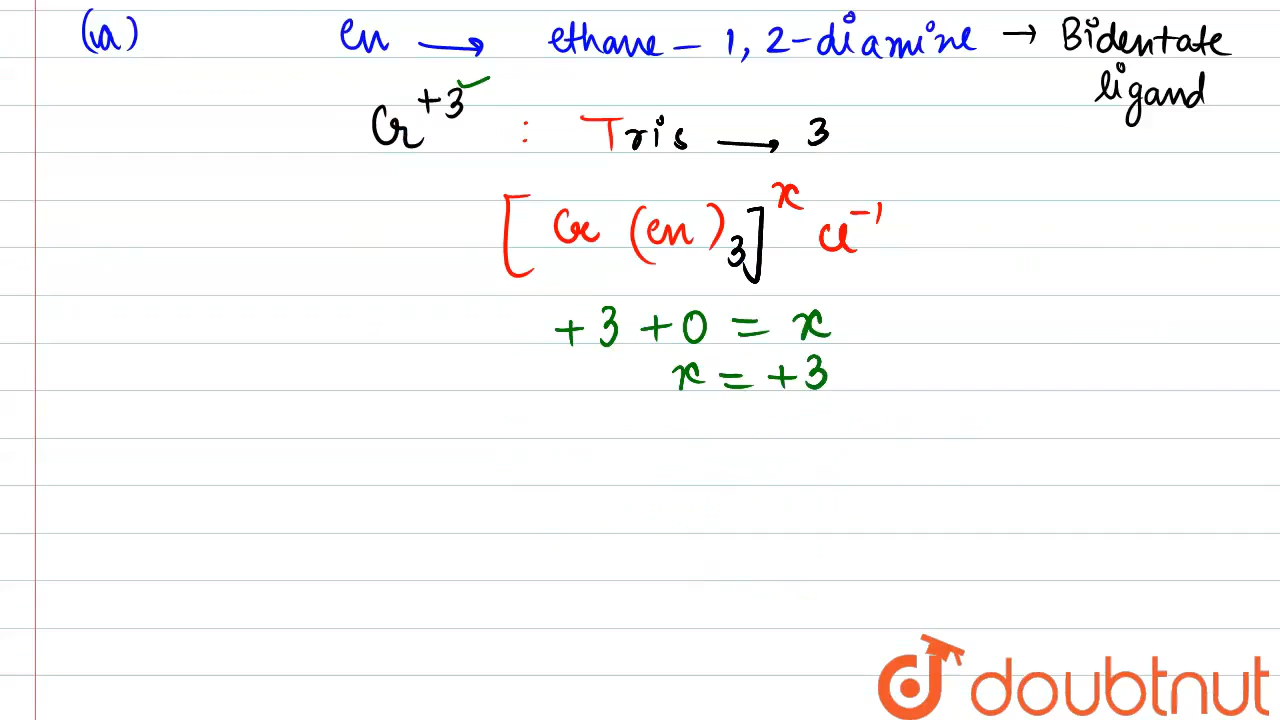 (a) en → ethane - 1, 2 - diamine → Bidentate
ligand
Cr⁺³ ✓ : Tris → 3
[Cr (en)₃]ˣ Cl⁻¹
+3 + 0 = x
x = +3
doubtnut